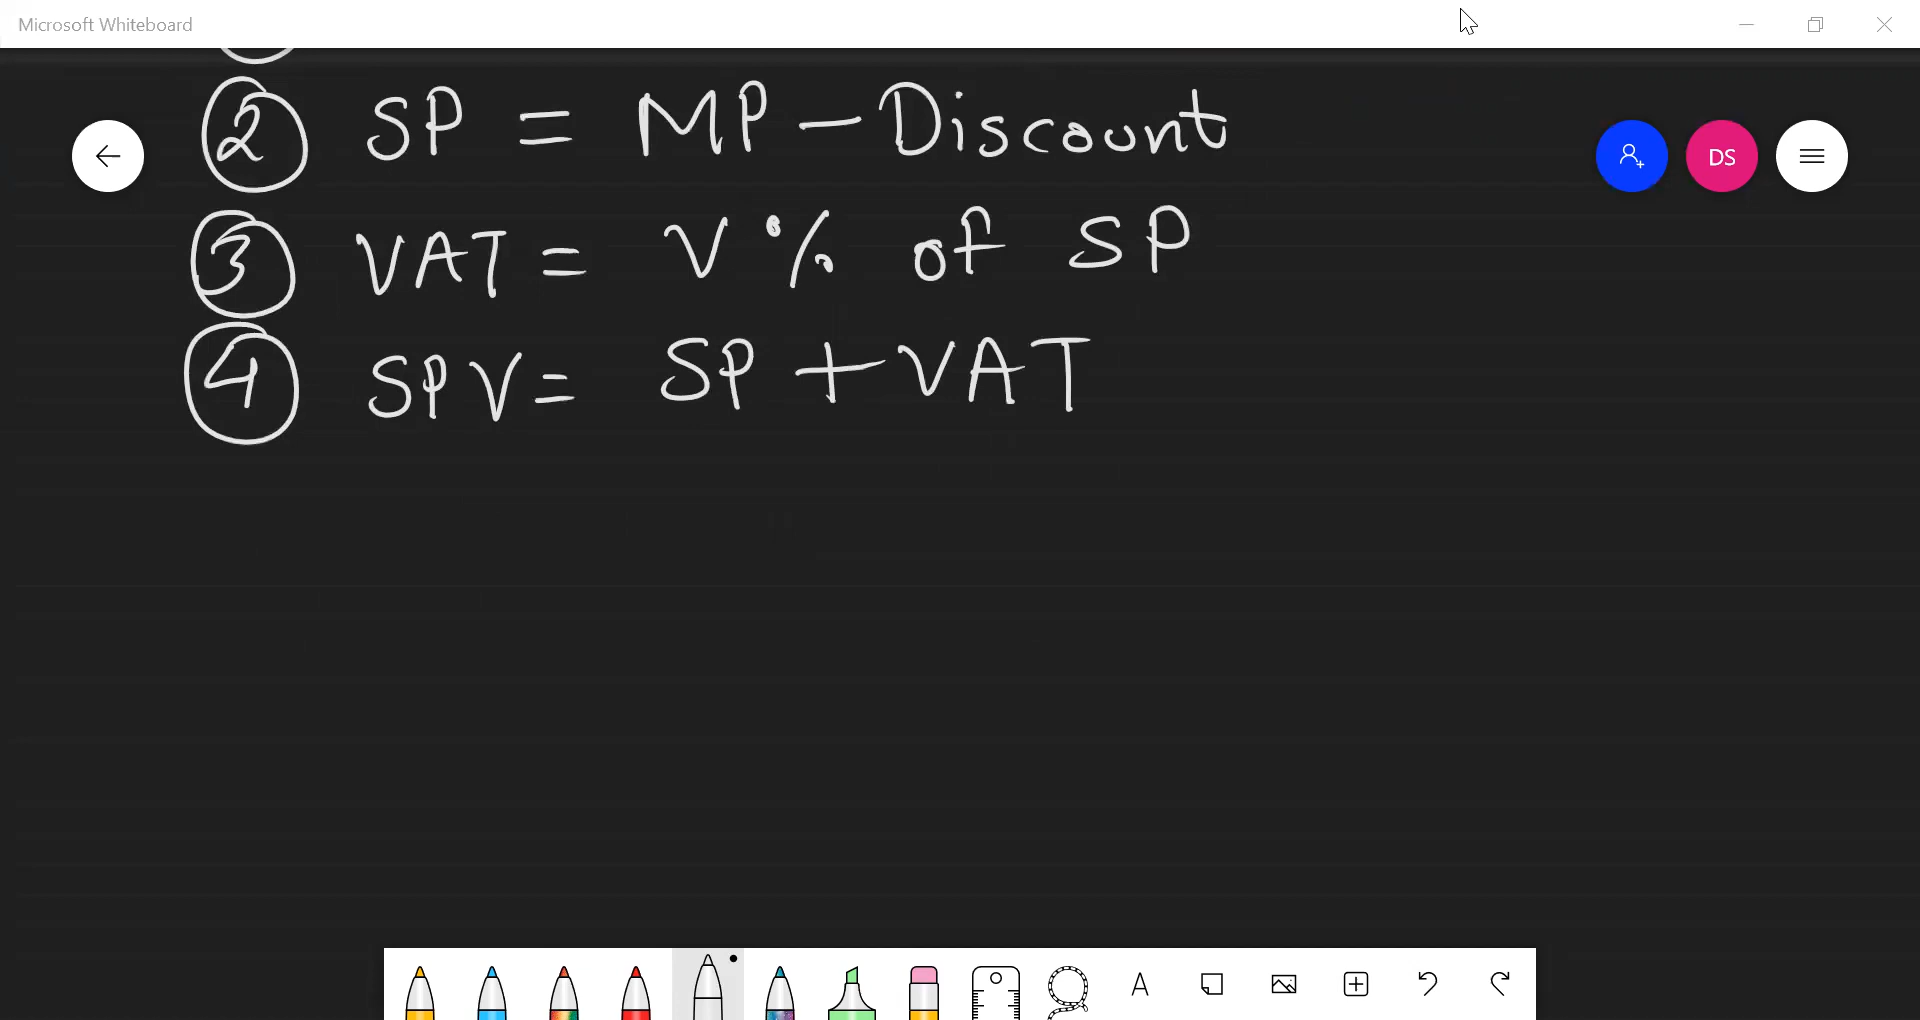 Microsoft Whiteboard
② SP = MP - Discount
DS
③ VAT = V % of SP
④ SPV = SP + VAT
A